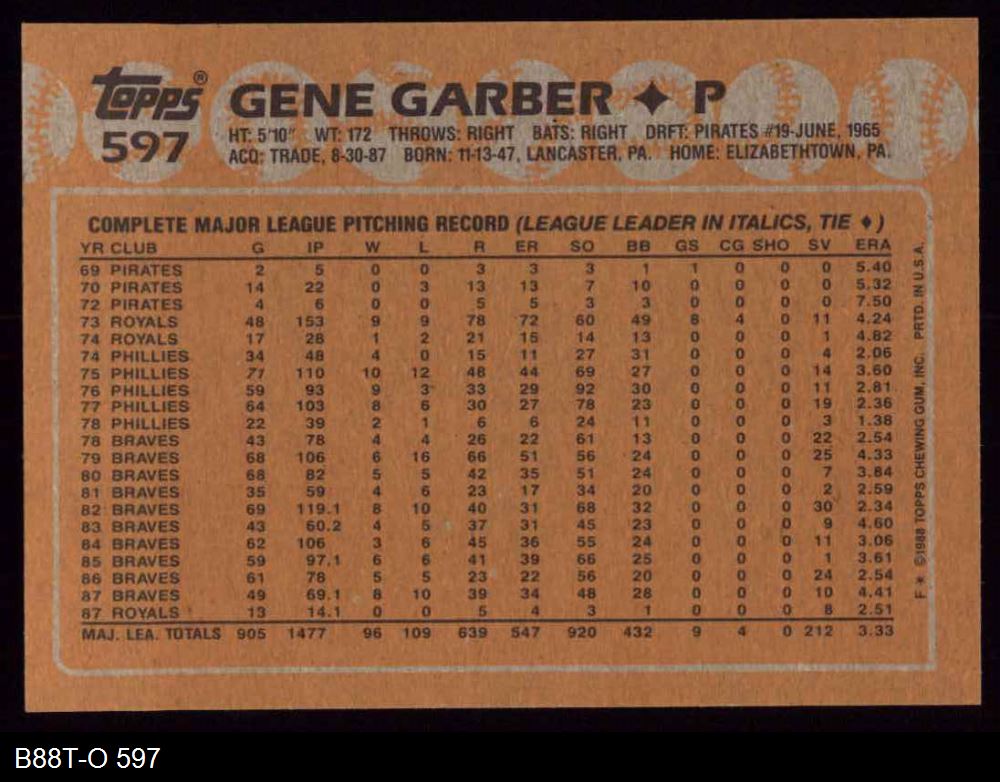 Topps®
597
GENE GARBER ♦ P
HT: 5'10" WT: 172 THROWS: RIGHT BATS: RIGHT DRFT: PIRATES #19-JUNE, 1965
ACQ: TRADE, 8-30-87 BORN: 11-13-47, LANCASTER, PA. HOME: ELIZABETHTOWN, PA.
COMPLETE MAJOR LEAGUE PITCHING RECORD (LEAGUE LEADER IN ITALICS, TIE ♦)
YR CLUB G IP W L R ER SO BB GS CG SHO SV ERA
69 PIRATES 2 5 0 0 3 3 3 1 1 0 0 0 5.40
70 PIRATES 14 22 0 3 13 13 7 10 0 0 0 0 5.32
72 PIRATES 4 6 0 0 5 5 3 3 0 0 0 0 7.50
73 ROYALS 48 153 9 9 78 72 60 49 8 4 0 11 4.24
74 ROYALS 17 28 1 2 21 15 14 13 0 0 0 1 4.82
74 PHILLIES 34 48 4 0 15 11 27 31 0 0 0 4 2.06
75 PHILLIES 71 110 10 12 48 44 69 27 0 0 0 14 3.60
76 PHILLIES 59 93 9 3 33 29 92 30 0 0 0 11 2.81
77 PHILLIES 64 103 8 6 30 27 78 23 0 0 0 19 2.36
78 PHILLIES 22 39 2 1 6 6 24 11 0 0 0 3 1.38
78 BRAVES 43 78 4 4 26 22 61 13 0 0 0 22 2.54
79 BRAVES 68 106 6 16 66 51 56 24 0 0 0 25 4.33
80 BRAVES 68 82 5 5 42 35 51 24 0 0 0 7 3.84
81 BRAVES 35 59 4 6 23 17 34 20 0 0 0 2 2.59
82 BRAVES 69 119.1 8 10 40 31 68 32 0 0 0 30 2.34
83 BRAVES 43 60.2 4 5 37 31 45 23 0 0 0 9 4.60
84 BRAVES 62 106 3 6 45 36 55 24 0 0 0 11 3.06
85 BRAVES 59 97.1 6 6 41 39 66 25 0 0 0 1 3.61
86 BRAVES 61 78 5 5 23 22 56 20 0 0 0 24 2.54
87 BRAVES 49 69.1 8 10 39 34 48 28 0 0 0 10 4.41
87 ROYALS 13 14.1 0 0 5 4 3 1 0 0 0 8 2.51
MAJ. LEA. TOTALS 905 1477 96 109 639 547 920 432 9 4 0 212 3.33
F * ©1988 TOPPS CHEWING GUM, INC. PRTD. IN U.S.A.
B88T-O 597